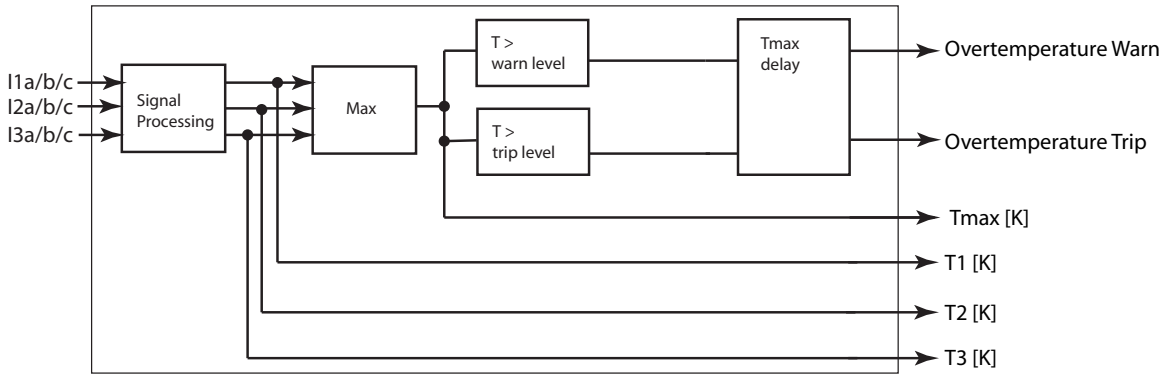 I1a/b/c
I2a/b/c
I3a/b/c
Signal
Processing
Max
T >
warn level
T >
trip level
Tmax
delay
Overtemperature Warn
Overtemperature Trip
Tmax [K]
T1 [K]
T2 [K]
T3 [K]